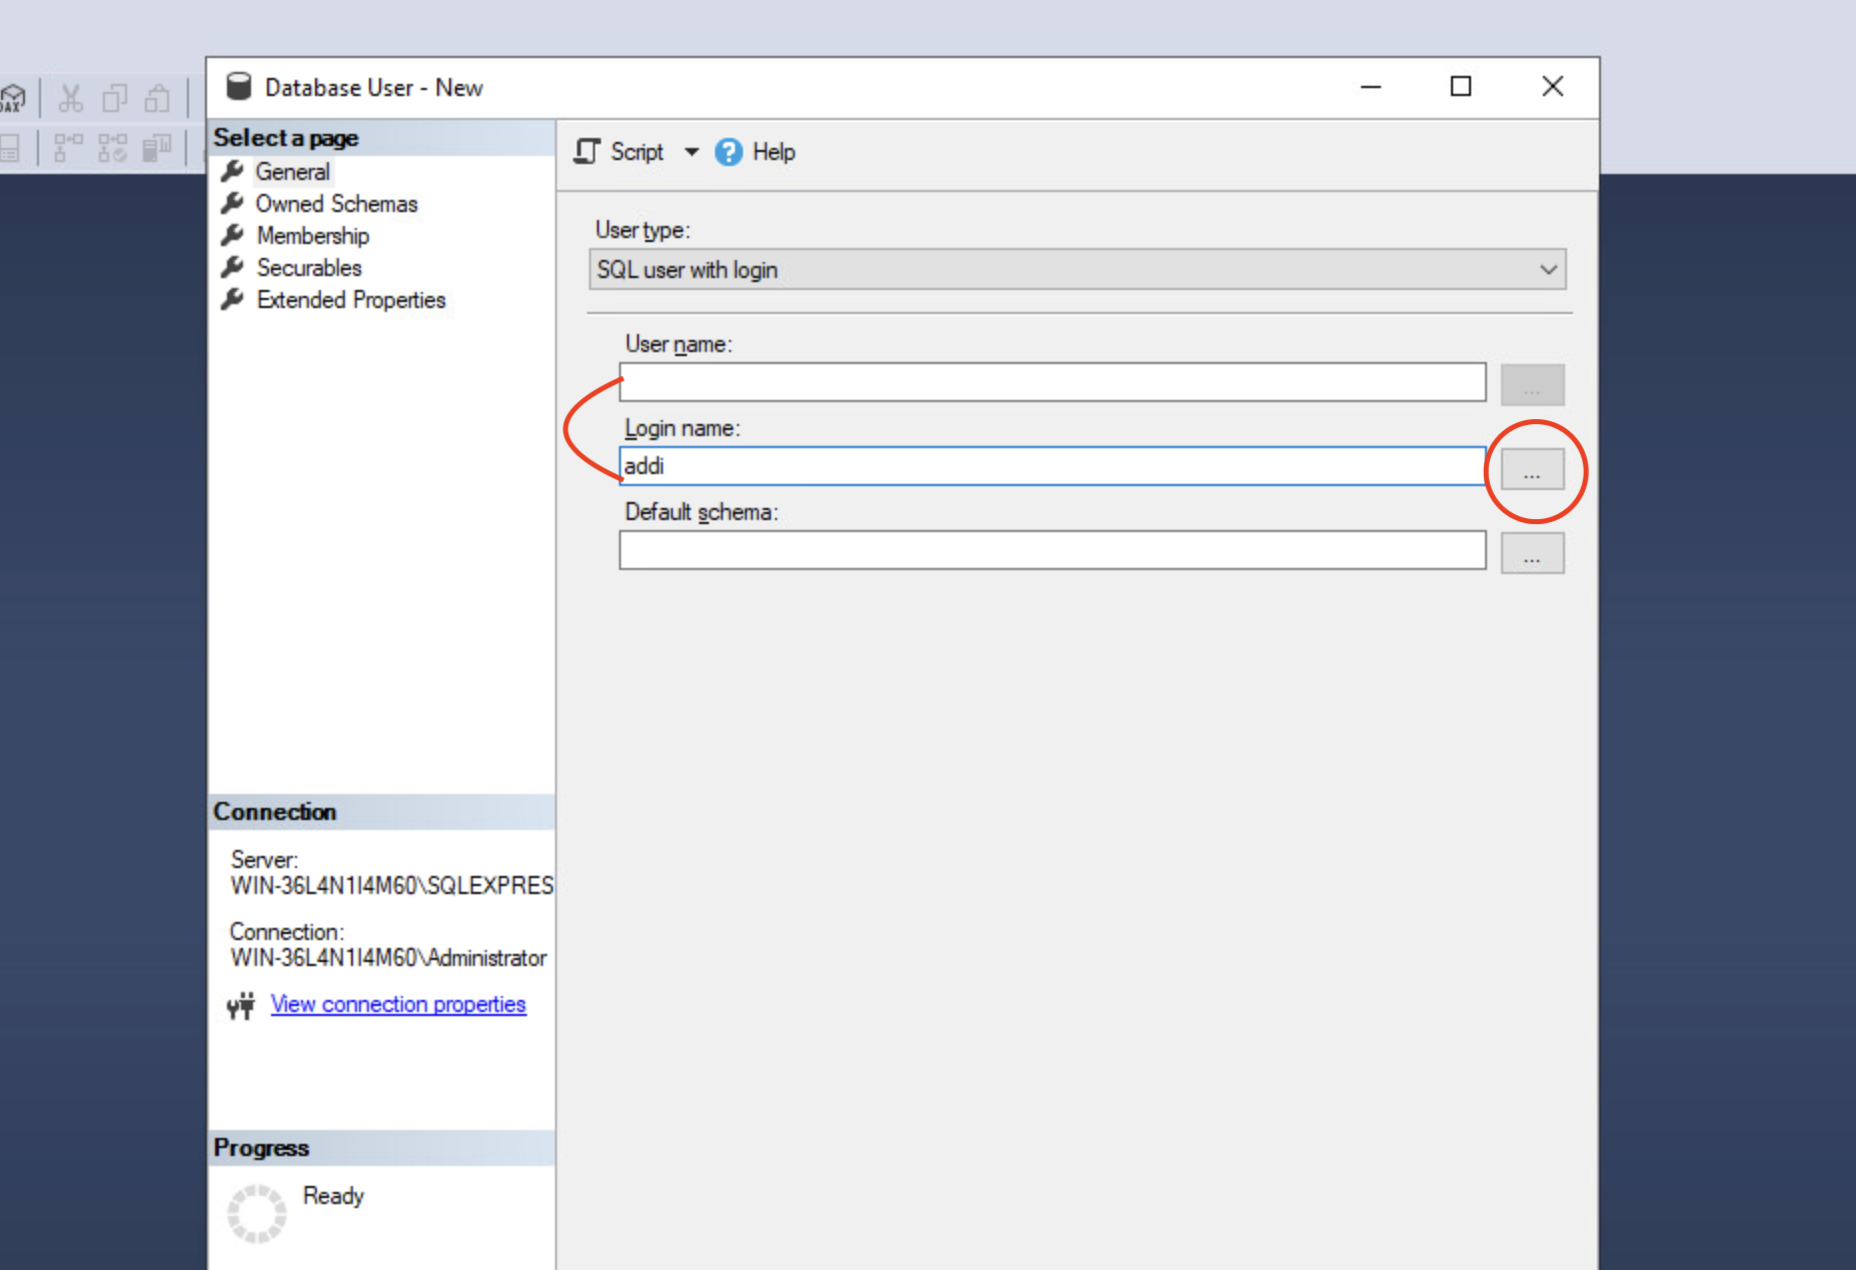 Database User - New
Select a page
General
Owned Schemas
Membership
Securables
Extended Properties
Script
Help
User type:
SQL user with login
User name:
...
Login name:
addi
...
Default schema:
...
Connection
Server:
WIN-36L4N1I4M60\SQLEXPRES
Connection:
WIN-36L4N1I4M60\Administrator
View connection properties
Progress
Ready